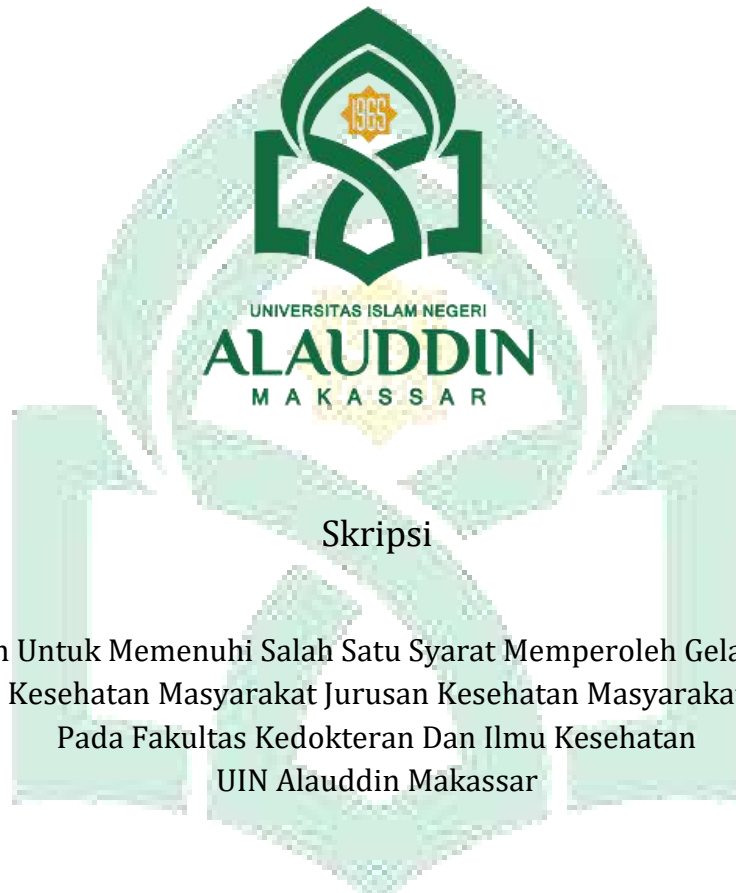 1965
UNIVERSITAS ISLAM NEGERI
ALAUDDIN
MAKASSAR
Skripsi
Untuk Memenuhi Salah Satu Syarat Memperoleh
Kesehatan Masyarakat Jurusan Kesehatan
Pada Fakultas Kedokteran Dan Ilmu Kesehatan
UIN Alauddin Makassar